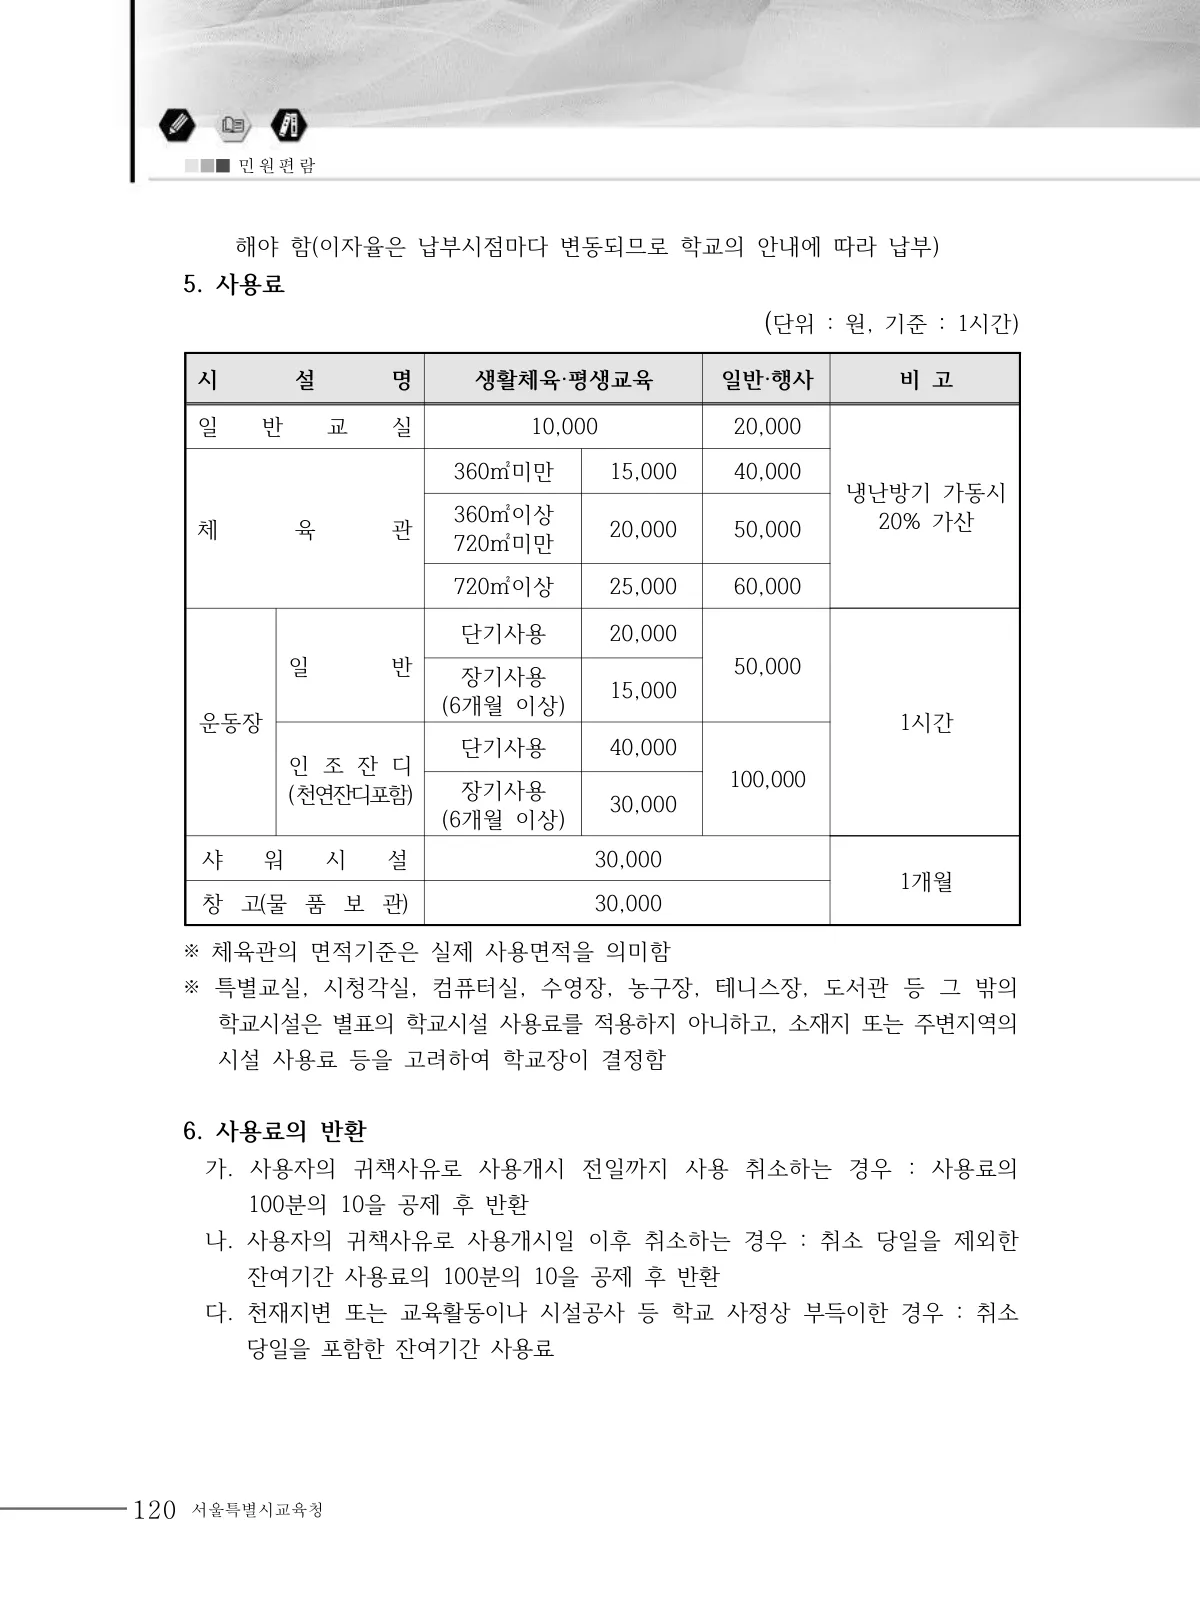 민원편람
해야 함(이자율은 납부시점마다 변동되므로 학교의 안내에 따라 납부)
5. 사용료
(단위 : 원, 기준 : 1시간)
시 설 명 생활체육·평생교육 일반·행사 비 고
일 반 교 실 10,000 20,000
냉난방기 가동시
20% 가산
체 육 관
360㎡미만 15,000 40,000
360㎡이상
720㎡미만 20,000 50,000
720㎡이상 25,000 60,000
운동장
일 반
단기사용 20,000
50,000
장기사용
(6개월 이상) 15,000
1시간
인 조 잔 디
(천연잔디포함)
단기사용 40,000
100,000
장기사용
(6개월 이상) 30,000
샤 워 시 설 30,000
1개월
창 고(물 품 보 관) 30,000
※ 체육관의 면적기준은 실제 사용면적을 의미함
※ 특별교실, 시청각실, 컴퓨터실, 수영장, 농구장, 테니스장, 도서관 등 그 밖의
학교시설은 별표의 학교시설 사용료를 적용하지 아니하고, 소재지 또는 주변지역의
시설 사용료 등을 고려하여 학교장이 결정함
6. 사용료의 반환
가. 사용자의 귀책사유로 사용개시 전일까지 사용 취소하는 경우 : 사용료의
100분의 10을 공제 후 반환
나. 사용자의 귀책사유로 사용개시일 이후 취소하는 경우 : 취소 당일을 제외한
잔여기간 사용료의 100분의 10을 공제 후 반환
다. 천재지변 또는 교육활동이나 시설공사 등 학교 사정상 부득이한 경우 : 취소
당일을 포함한 잔여기간 사용료
120 서울특별시교육청